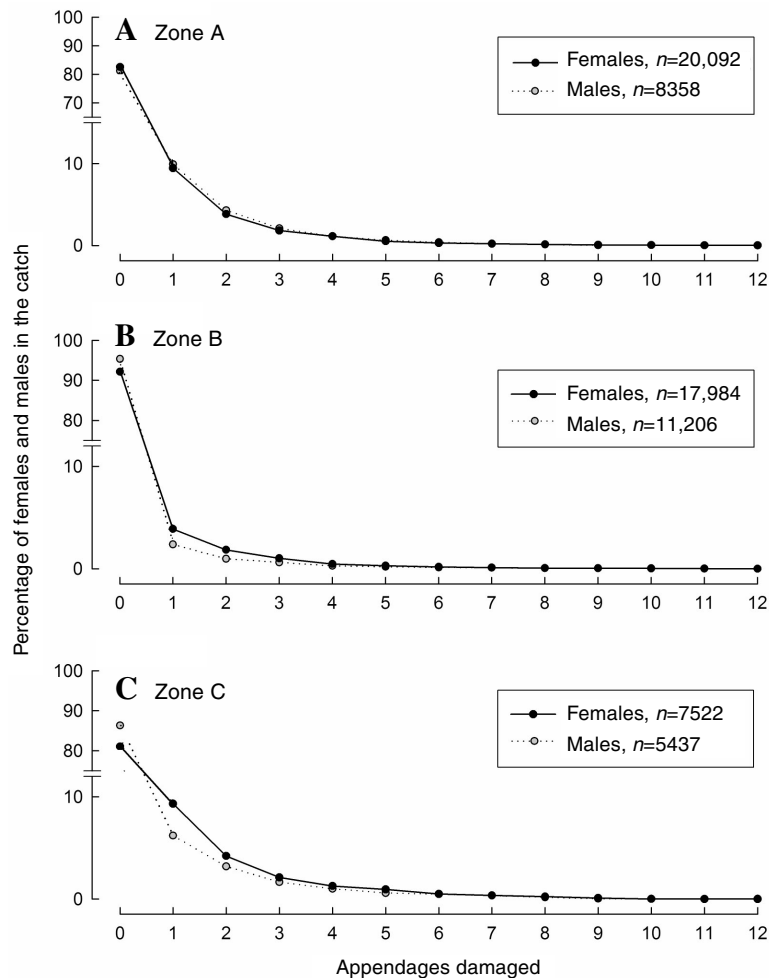 A Zone A
100
90
80
70
10
0
Females, n=20,092
Males, n=8358
0 1 2 3 4 5 6 7 8 9 10 11 12
B Zone B
100
90
80
10
0
Females, n=17,984
Males, n=11,206
0 1 2 3 4 5 6 7 8 9 10 11 12
C Zone C
100
90
80
10
0
Females, n=7522
Males, n=5437
0 1 2 3 4 5 6 7 8 9 10 11 12
Percentage of females and males in the catch
Appendages damaged